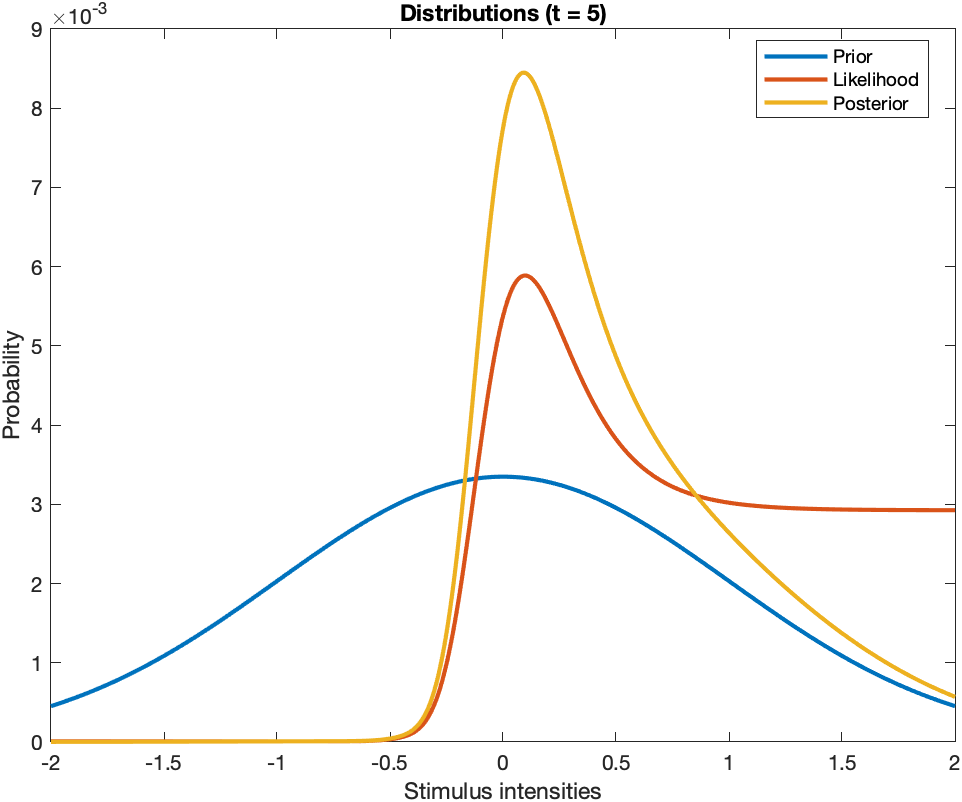 Distributions (t = 5)
×10⁻³
Prior
Likelihood
Posterior
9
8
7
6
5
4
3
2
1
0
Probability
-2 -1.5 -1 -0.5 0 0.5 1 1.5 2
Stimulus intensities